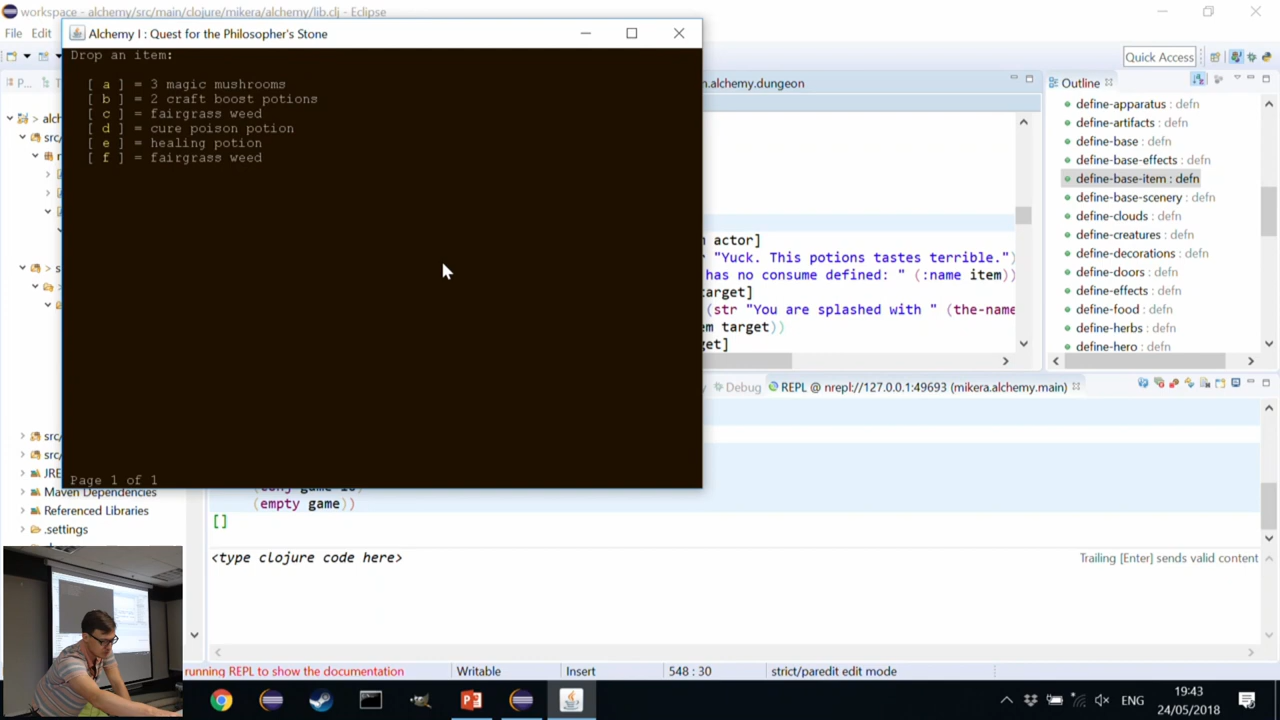 workspace - alchemy/src/main/clojure/mikera/alchemy/lib.clj - Eclipse
File
Alchemy I : Quest for the Philosopher's Stone
Drop an item:
[ a ] = 3 magic mushrooms
[ b ] = 2 craft boost potions
[ c ] = fairgrass weed
[ d ] = cure poison potion
[ e ] = healing potion
[ f ] = fairgrass weed
Page 1 of 1
Quick Access
P...
.alchemy.dungeon
Outline
define-apparatus : defn
define-artifacts : defn
define-base : defn
define-base-effects : defn
define-base-item : defn
define-base-scenery : defn
define-clouds : defn
define-creatures : defn
define-decorations : defn
define-doors : defn
define-effects : defn
define-food : defn
define-herbs : defn
define-hero : defn
actor]
"Yuck. This potions tastes terrible.")
has no consume defined: " (:name item))
target]
(str "You are splashed with " (the-name
target))
Debug
REPL @ nrepl://127.0.0.1:49693 (mikera.alchemy.main)
(empty game))
[]
<type clojure code here>
Trailing [Enter] sends valid content
Maven Dependencies
Referenced Libraries
.settings
running REPL to show the documentation
Writable
Insert
548 : 30
strict/paredit edit mode
ENG
19:43
24/05/2018